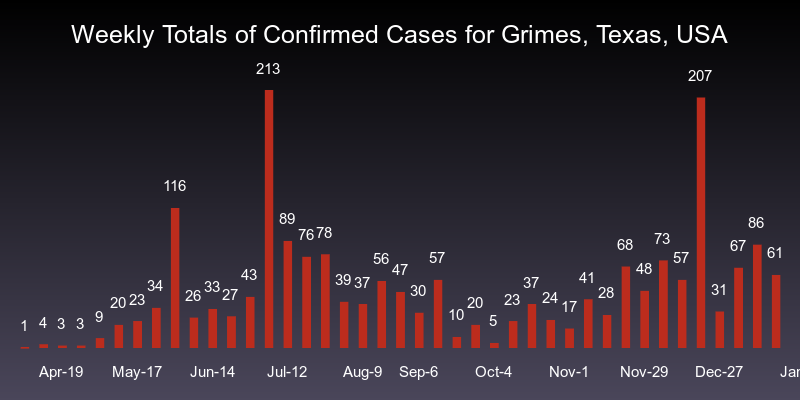 Weekly Totals of Confirmed Cases for Grimes, Texas, USA
1 4 3 3 9 20 23 34 116 26 33 27 43 213 89 76 78 39 37 56 47 30 57 10 20 5 23 37 24 17 41 28 68 48 73 57 207 31 67 86 61
Apr-19 May-17 Jun-14 Jul-12 Aug-9 Sep-6 Oct-4 Nov-1 Nov-29 Dec-27 Jan